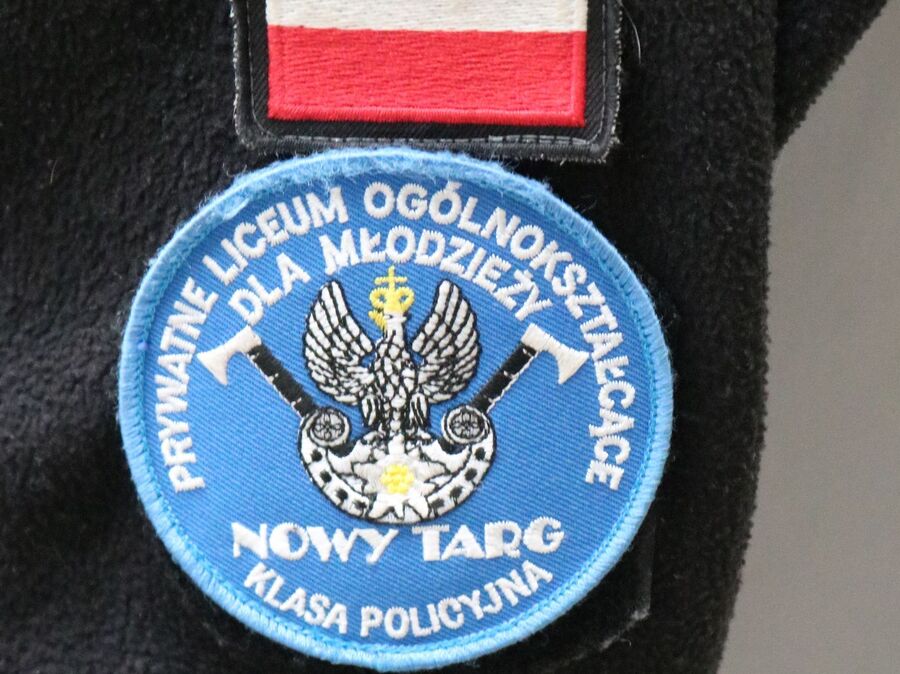 PRYWATNE LICEUM OGÓLNOKSZTAŁCĄCE
DLA MŁODZIEŻY
NOWY TARG
KLASA POLICYJNA